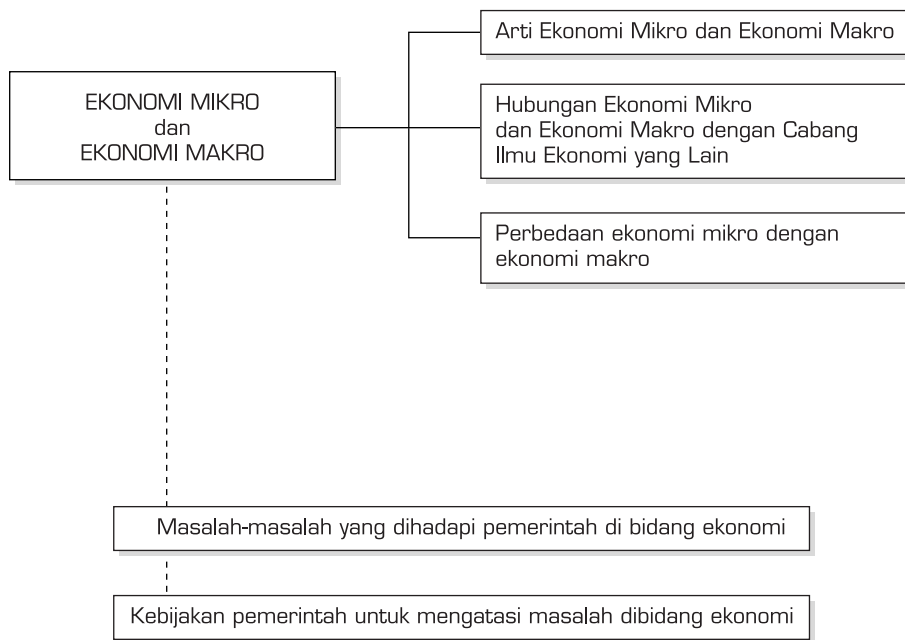 EKONOMI MIKRO
dan
EKONOMI MAKRO
Arti Ekonomi Mikro dan Ekonomi Makro
Hubungan Ekonomi Mikro
dan Ekonomi Makro dengan Cabang
Ilmu Ekonomi yang Lain
Perbedaan ekonomi mikro dengan
ekonomi makro
Masalah-masalah yang dihadapi pemerintah di bidang ekonomi
Kebijakan pemerintah untuk mengatasi masalah dibidang ekonomi